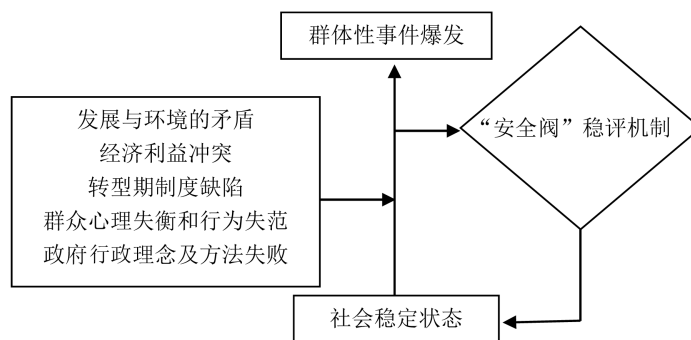 群体性事件爆发
发展与环境的矛盾
经济利益冲突
转型期制度缺陷
群众心理失衡和行为失范
政府行政理念及方法失败
“安全阀”稳评机制
社会稳定状态